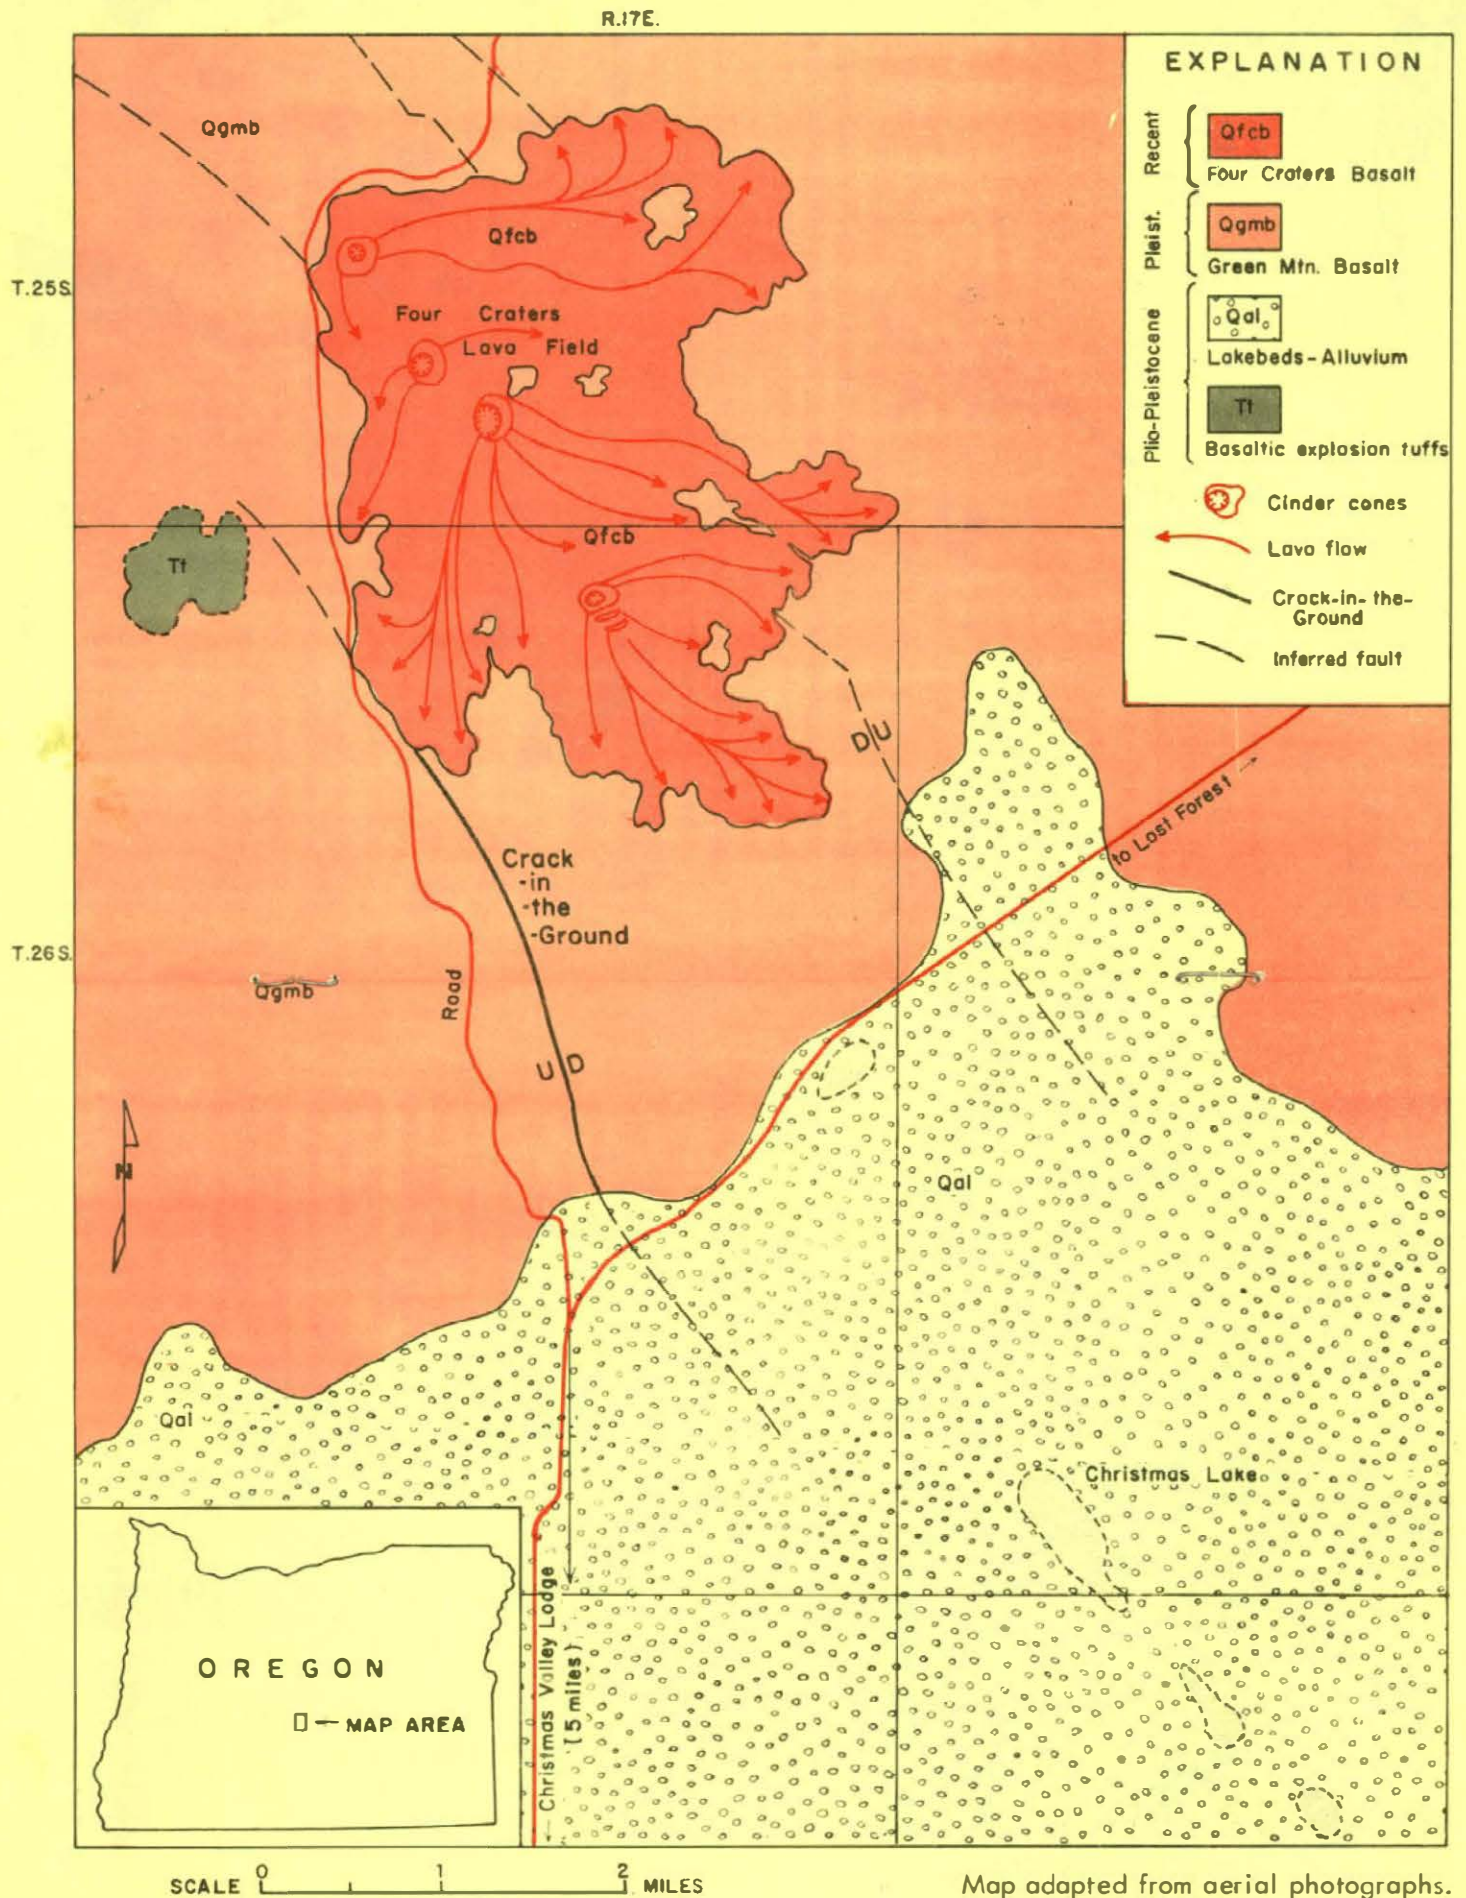 R.17E.
EXPLANATION
Recent
Qfcb
Four Craters Basalt
Pleist.
Qgmb
Green Mtn. Basalt
Plio-Pleistocene
Qal
Lakebeds-Alluvium
Tt
Basaltic explosion tuffs
Cinder cones
Lava flow
Crack-in-the-
Ground
Inferred fault
Qgmb
T.25S.
Qfcb
Four Craters
Lava Field
Qfcb
Tt
D/U
to Lost Forest →
Crack
-in
-the
-Ground
T.26S.
Qgmb
Road
U D
N
Qal
Qal
Christmas Lake
OREGON
MAP AREA
← Christmas Valley Lodge
(5 miles)
SCALE 0 1 2 MILES
Map adapted from aerial photographs.